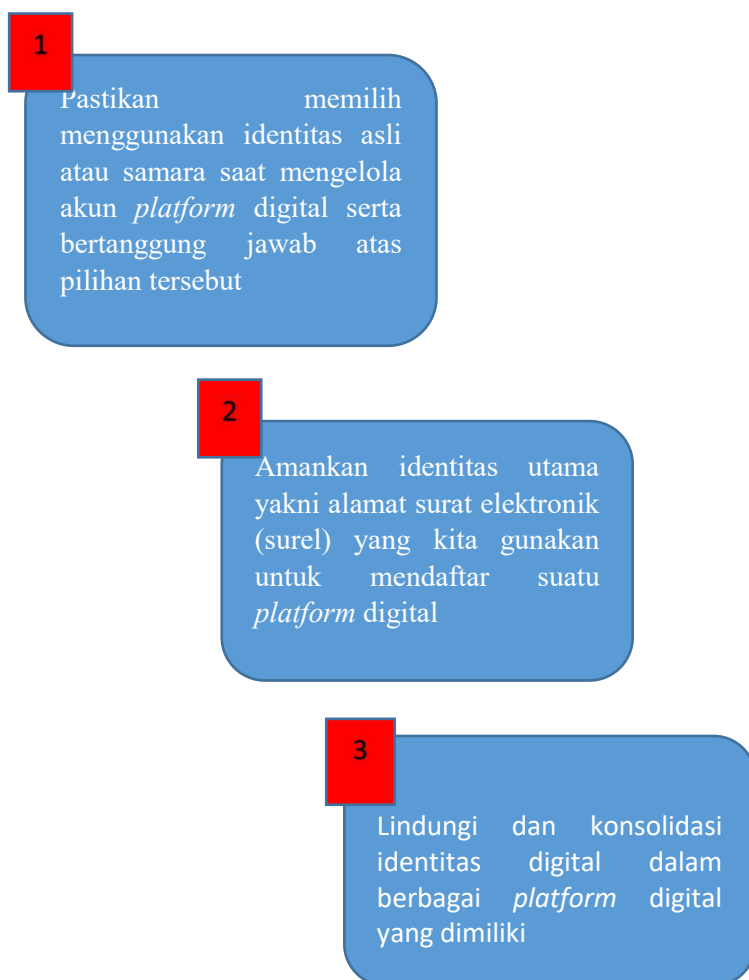 1
Pastikan memilih
menggunakan identitas asli
atau samara saat mengelola
akun platform digital serta
bertanggung jawab atas
pilihan tersebut
2
Amankan identitas utama
yakni alamat surat elektronik
(surel) yang kita gunakan
untuk mendaftar suatu
platform digital
3
Lindungi dan konsolidasi
identitas digital dalam
berbagai platform digital
yang dimiliki